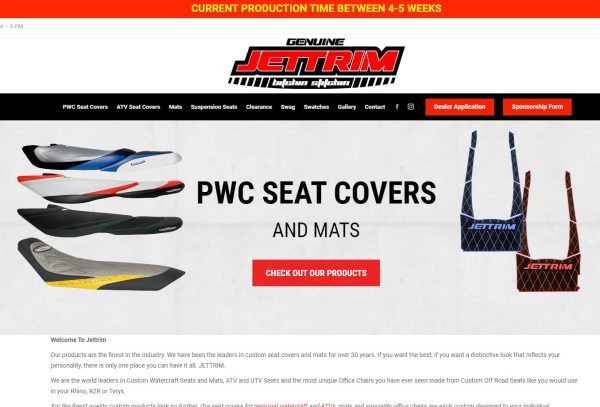 CURRENT PRODUCTION TIME BETWEEN 4-5 WEEKS
– 5 PM
GENUINE
JETTRIM
bitchin stitchin
PWC Seat Covers ATV Seat Covers Mats Suspension Seats Clearance Swag Swatches Gallery Contact f Dealer Application Sponsorship Form
PWC SEAT COVERS
AND MATS
CHECK OUT OUR PRODUCTS
JETTRIM
JETTRIM
Welcome To Jettrim
Our products are the finest in the industry. We have been the leaders in custom seat covers and mats for over 30 years. If you want the best, if you want a distinctive look that reflects your
personality, there is only one place you can have it all. JETTRIM.
We are the world leaders in Custom Watercraft Seats and Mats, ATV and UTV Seats and the most unique Office Chairs you have ever seen made from Custom Off Road Seats like you would use
in your Rhino, RZR or Teryx.
For the finest quality custom products look no further. Our seat covers for personal watercraft and ATVs, mats and speciality office chairs are each custom designed to your individual